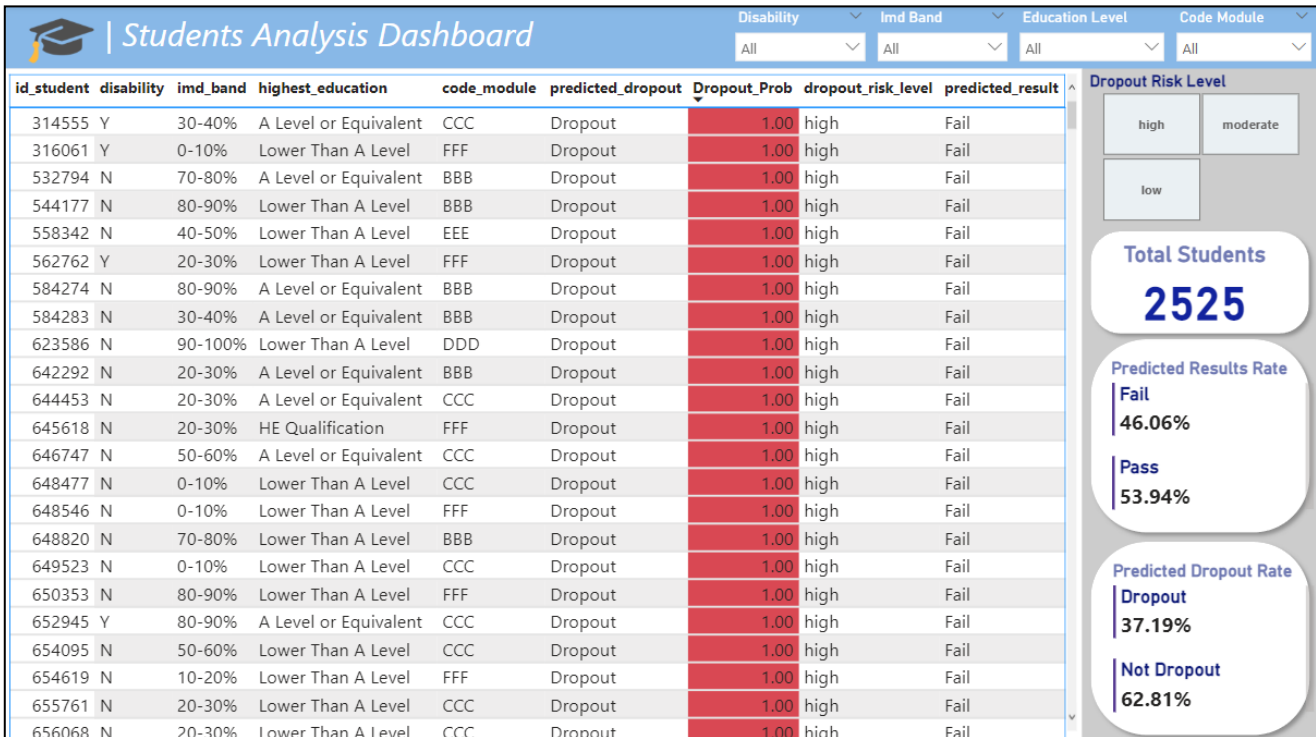 | Students Analysis Dashboard
Disability Imd Band Education Level Code Module
All All All All
id_student disability imd_band highest_education code_module predicted_dropout Dropout_Prob dropout_risk_level predicted_result
314555 Y 30-40% A Level or Equivalent CCC Dropout 1.00 high Fail
316061 Y 0-10% Lower Than A Level FFF Dropout 1.00 high Fail
532794 N 70-80% A Level or Equivalent BBB Dropout 1.00 high Fail
544177 N 80-90% Lower Than A Level BBB Dropout 1.00 high Fail
558342 N 40-50% Lower Than A Level EEE Dropout 1.00 high Fail
562762 Y 20-30% Lower Than A Level FFF Dropout 1.00 high Fail
584274 N 80-90% A Level or Equivalent BBB Dropout 1.00 high Fail
584283 N 30-40% A Level or Equivalent BBB Dropout 1.00 high Fail
623586 N 90-100% Lower Than A Level DDD Dropout 1.00 high Fail
642292 N 20-30% A Level or Equivalent BBB Dropout 1.00 high Fail
644453 N 20-30% A Level or Equivalent CCC Dropout 1.00 high Fail
645618 N 20-30% HE Qualification FFF Dropout 1.00 high Fail
646747 N 50-60% A Level or Equivalent CCC Dropout 1.00 high Fail
648477 N 0-10% Lower Than A Level CCC Dropout 1.00 high Fail
648546 N 0-10% Lower Than A Level FFF Dropout 1.00 high Fail
648820 N 70-80% Lower Than A Level BBB Dropout 1.00 high Fail
649523 N 0-10% Lower Than A Level CCC Dropout 1.00 high Fail
650353 N 80-90% Lower Than A Level FFF Dropout 1.00 high Fail
652945 Y 80-90% A Level or Equivalent CCC Dropout 1.00 high Fail
654095 N 50-60% Lower Than A Level CCC Dropout 1.00 high Fail
654619 N 10-20% Lower Than A Level FFF Dropout 1.00 high Fail
655761 N 20-30% Lower Than A Level CCC Dropout 1.00 high Fail
656068 N 20-30% Lower Than A Level CCC Dropout 1.00 high Fail
Dropout Risk Level
high moderate
low
Total Students
2525
Predicted Results Rate
Fail
46.06%
Pass
53.94%
Predicted Dropout Rate
Dropout
37.19%
Not Dropout
62.81%